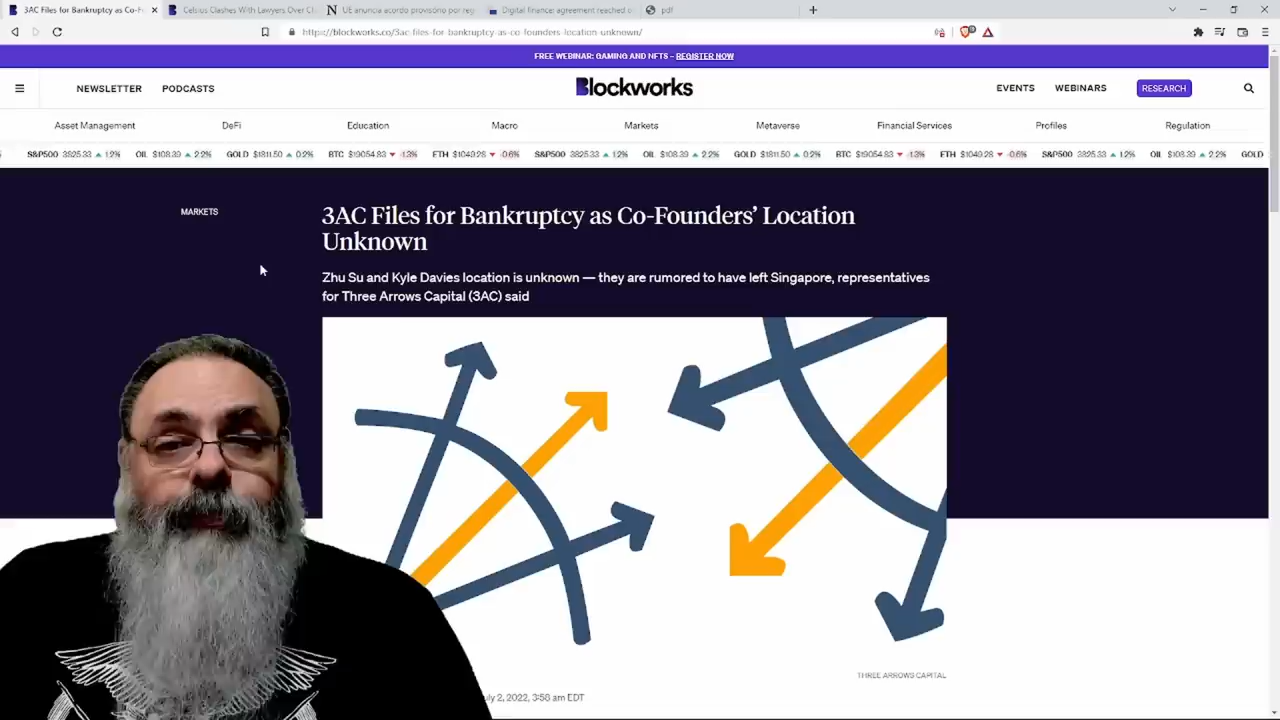 3AC Files for Bankruptcy as Co-Fo
Celsius Clashes With Lawyers Over Ch
UE anuncia acordo provisório por reg
Digital finance: agreement reached o
pdf
https://blockworks.co/3ac-files-for-bankruptcy-as-co-founders-location-unknown/
FREE WEBINAR: GAMING AND NFTS – REGISTER NOW
NEWSLETTER PODCASTS Blockworks EVENTS WEBINARS RESEARCH
Asset Management DeFi Education Macro Markets Metaverse Financial Services Profiles Regulation
S&P500 3825.33 ▲ 1.2% OIL $108.39 ▲ 2.2% GOLD $1811.50 ▲ 0.2% BTC $19054.83 ▼ -1.3% ETH $1049.28 ▼ -0.6% S&P500 3825.33 ▲ 1.2% OIL $108.39 ▲ 2.2% GOLD $1811.50 ▲ 0.2% BTC $19054.83 ▼ -1.3% ETH $1049.28 ▼ -0.6% S&P500 3825.33 ▲ 1.2% OIL $108.39 ▲ 2.2% GOLD
MARKETS
3AC Files for Bankruptcy as Co-Founders’ Location
Unknown
Zhu Su and Kyle Davies location is unknown — they are rumored to have left Singapore, representatives
for Three Arrows Capital (3AC) said
THREE ARROWS CAPITAL
uly 2, 2022, 3:58 am EDT